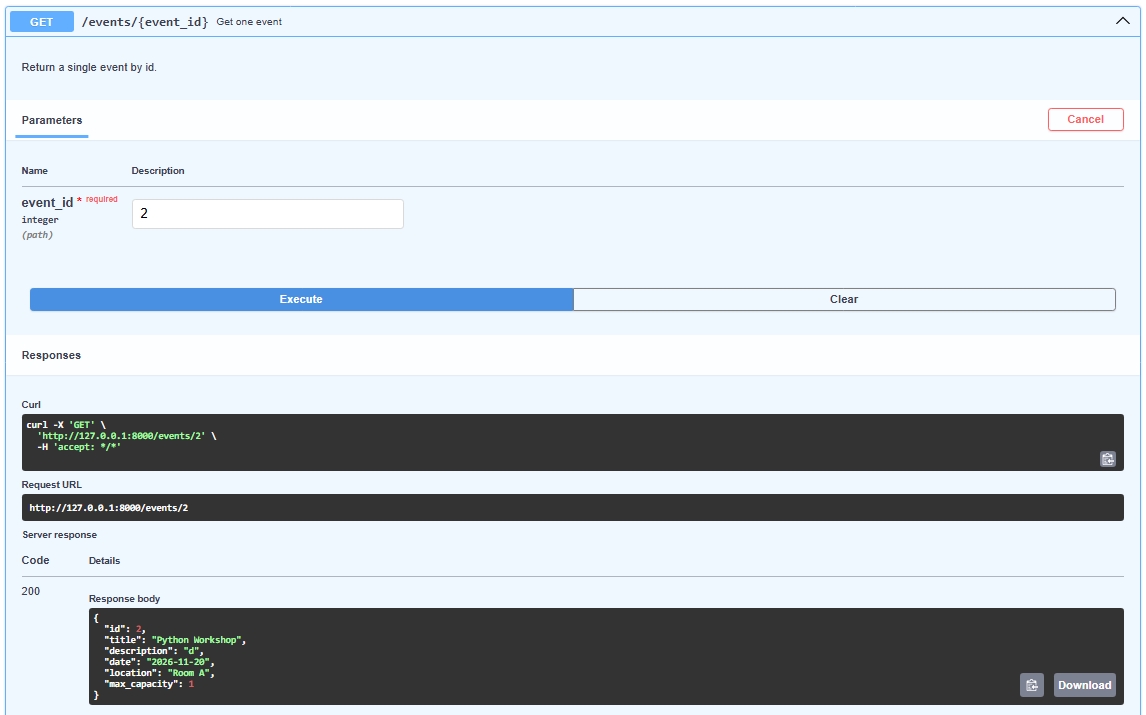 GET /events/{event_id} Get one event
Return a single event by id.
Parameters
Cancel
Name Description
event_id * required
integer
(path)
2
Execute Clear
Responses
Curl
curl -X 'GET' \
  'http://127.0.0.1:8000/events/2' \
  -H 'accept: */*'
Request URL
http://127.0.0.1:8000/events/2
Server response
Code Details
200
Response body
{
  "id": 2,
  "title": "Python Workshop",
  "description": "d",
  "date": "2026-11-20",
  "location": "Room A",
  "max_capacity": 1
}
Download